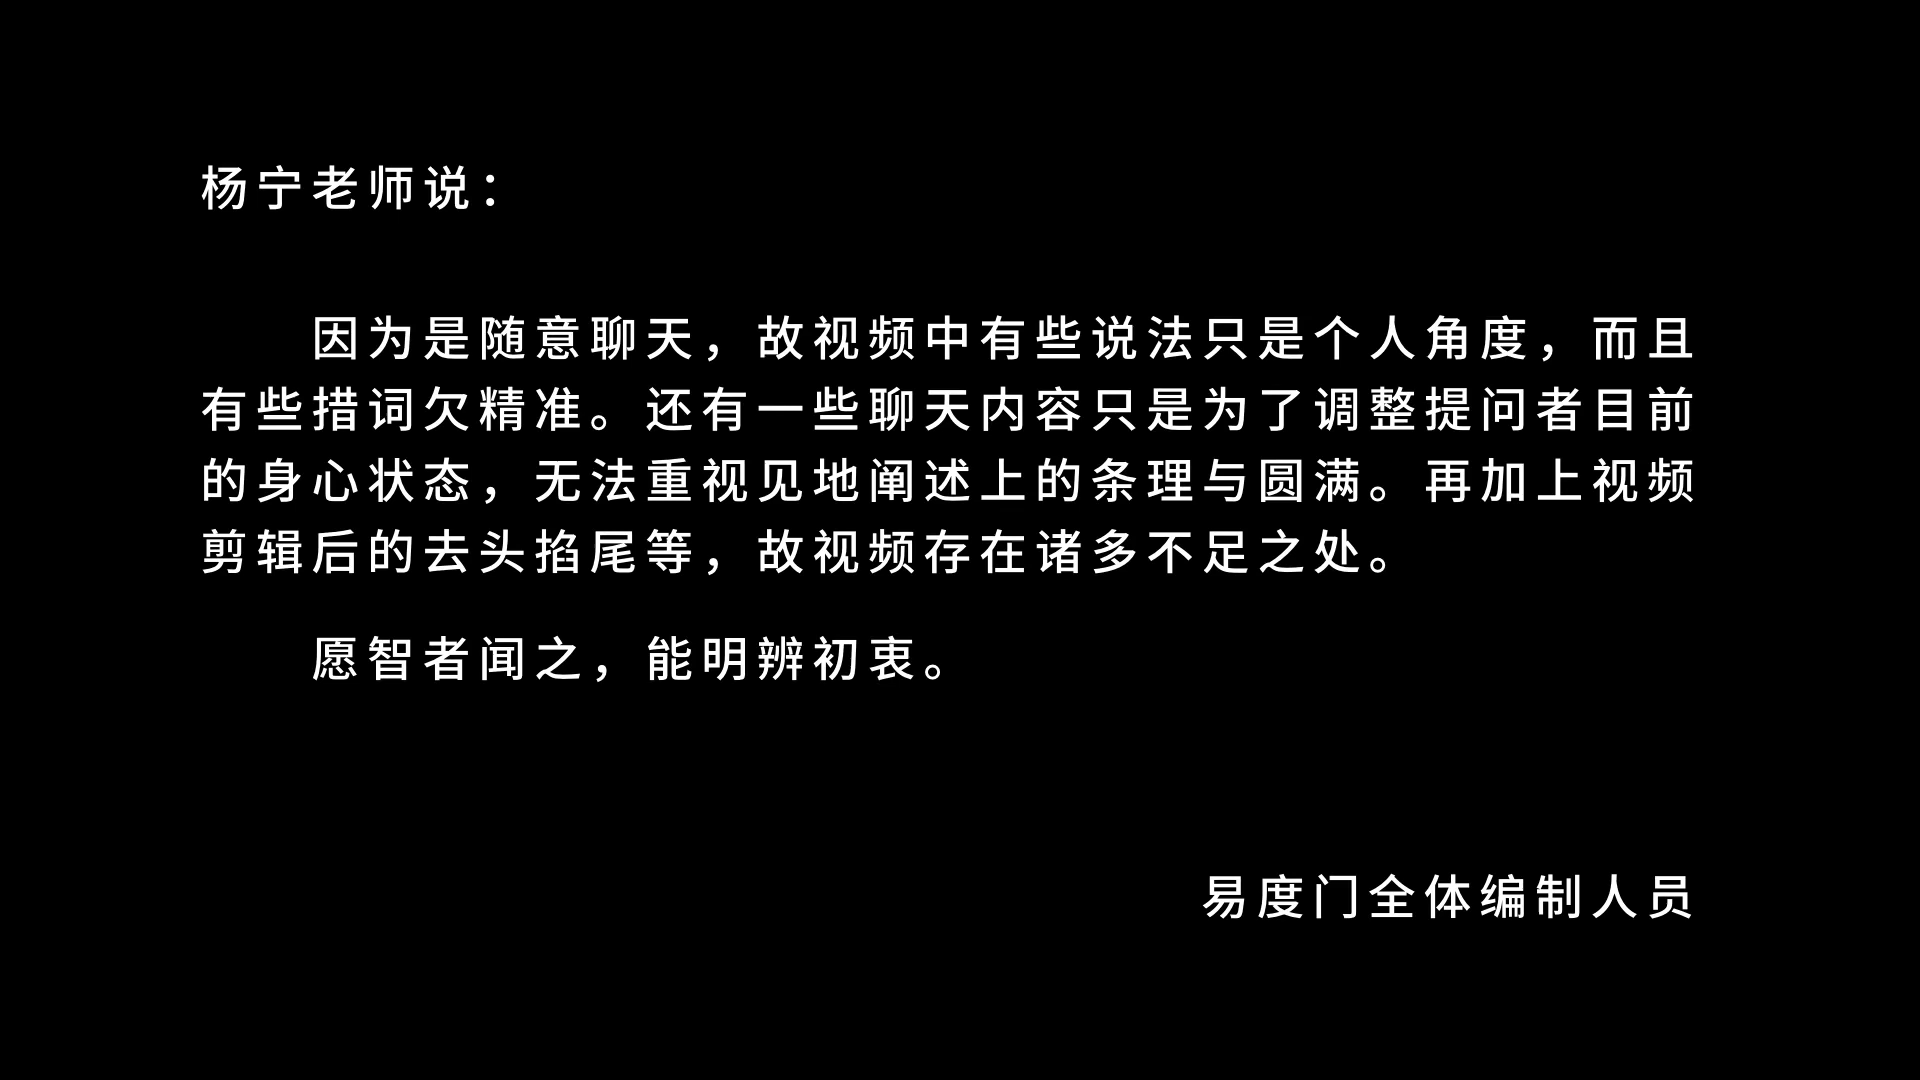 杨宁老师说：
因为是随意聊天，故视频中有些说法只是个人角度，而且
有些措词欠精准。还有一些聊天内容只是为了调整提问者目前
的身心状态，无法重视见地阐述上的条理与圆满。再加上视频
剪辑后的去头掐尾等，故视频存在诸多不足之处。
愿智者闻之，能明辨初衷。
易度门全体编制人员